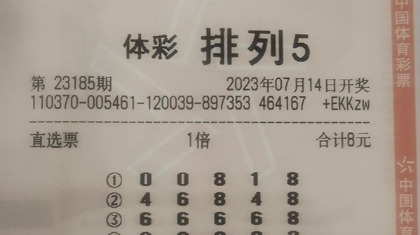 体彩 排列5
第 23185期 2023年07月14日开奖
110370-005461-120039-897353 464167 +EKKzw
直选票 1倍 合计8元
① 0 0 8 1 8
② 4 6 8 4 8
③ 6 6 6 6 8
中国体育彩票
中国体育